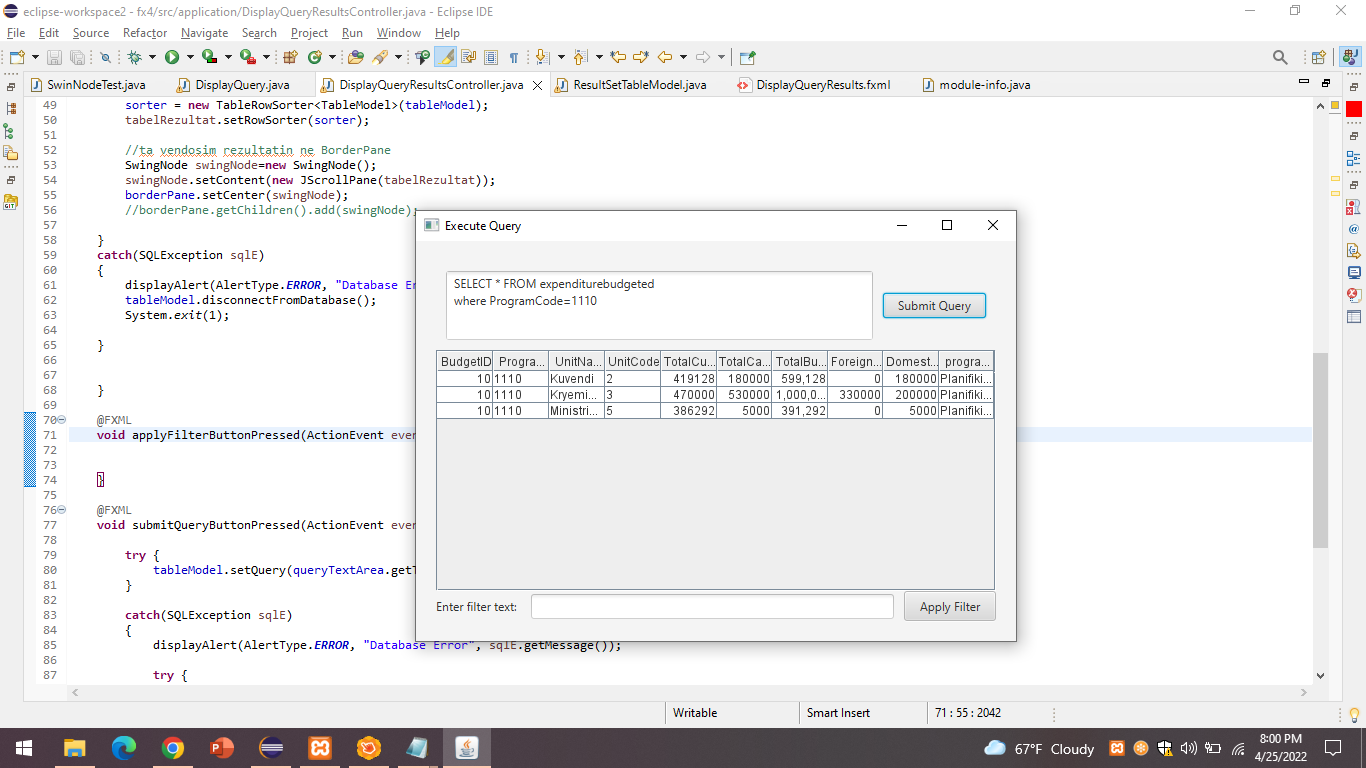 eclipse-workspace2 - fx4/src/application/DisplayQueryResultsController.java - Eclipse IDE
File Edit Source Refactor Navigate Search Project Run Window Help
SwinNodeTest.java DisplayQuery.java DisplayQueryResultsController.java ResultSetTableModel.java DisplayQueryResults.fxml module-info.java
49 sorter = new TableRowSorter<TableModel>(tableModel);
50 tabelRezultat.setRowSorter(sorter);
51
52 //ta vendosim rezultatin ne BorderPane
53 SwingNode swingNode=new SwingNode();
54 swingNode.setContent(new JScrollPane(tabelRezultat));
55 borderPane.setCenter(swingNode);
56 //borderPane.getChildren().add(swingNode);
57
58 }
59 catch(SQLException sqlE)
60 {
61 displayAlert(AlertType.ERROR, "Database Er
62 tableModel.disconnectFromDatabase();
63 System.exit(1);
64
65 }
66
67
68 }
69
70 @FXML
71 void applyFilterButtonPressed(ActionEvent ever
72
73
74 }
75
76 @FXML
77 void submitQueryButtonPressed(ActionEvent ever
78
79 try {
80 tableModel.setQuery(queryTextArea.getT
81 }
82
83 catch(SQLException sqlE)
84 {
85 displayAlert(AlertType.ERROR, "Database Error", sqlE.getMessage());
86
87 try {
Execute Query
SELECT * FROM expenditurebudgeted
where ProgramCode=1110
Submit Query
BudgetID Progra... UnitNa... UnitCode TotalCu... TotalCa... TotalBu... Foreign... Domest... progra...
10 1110 Kuvendi 2 419128 180000 599,128 0 180000 Planifiki...
10 1110 Kryemi... 3 470000 530000 1,000,0... 330000 200000 Planifiki...
10 1110 Ministri... 5 386292 5000 391,292 0 5000 Planifiki...
Enter filter text: Apply Filter
Writable Smart Insert 71 : 55 : 2042
67°F Cloudy
8:00 PM
4/25/2022